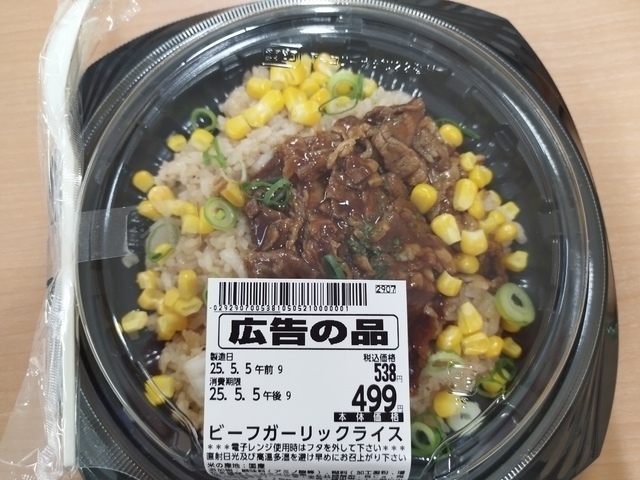 2907
0292907005381050521000001
広告の品
製造日
25. 5. 5 午前 9
消費期限
25. 5. 5 午後 9
税込価格
538円
499円
本体価格
ビーフガーリックライス
***電子レンジ使用時はフタを外して下さい***
直射日光及び高温多湿を避け早めにお召上がり下さい
米の産地:国産